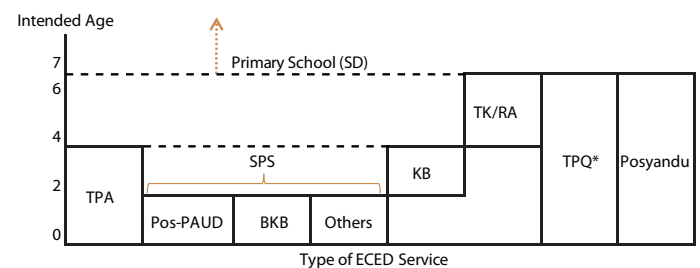 Intended Age
7
Primary School (SD)
6
TK/RA
4
SPS
KB
TPQ*
Posyandu
2
TPA
Pos-PAUD
BKB
Others
0
Type of ECED Service